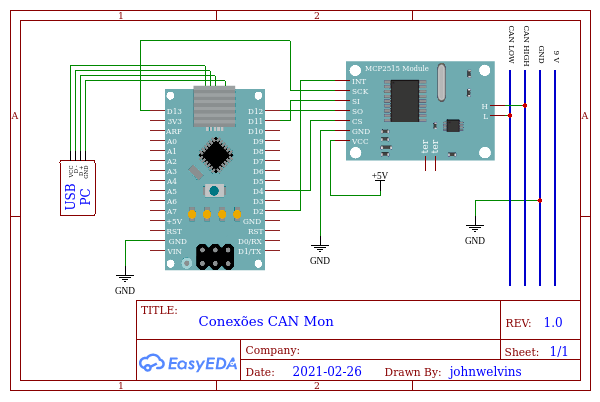 1
2
A
A
CAN LOW
CAN HIGH
GND
9 V
MCP2515 Module
INT
SCK
SI
SO
CS
GND
VCC
H
L
ter
ter
D13
3V3
ARF
A0
A1
A2
A3
A4
A5
A6
A7
+5V
RST
GND
VIN
D12
D11
D10
D9
D8
D7
D6
D5
D4
D3
D2
GND
RST
D0/RX
D1/TX
VCC
D-
D+
GND
USB
PC
+5V
GND
GND
GND
TITLE:
Conexões CAN Mon
REV: 1.0
EasyEDA
Company:
Sheet: 1/1
Date: 2021-02-26 Drawn By: johnwelvins
1
2